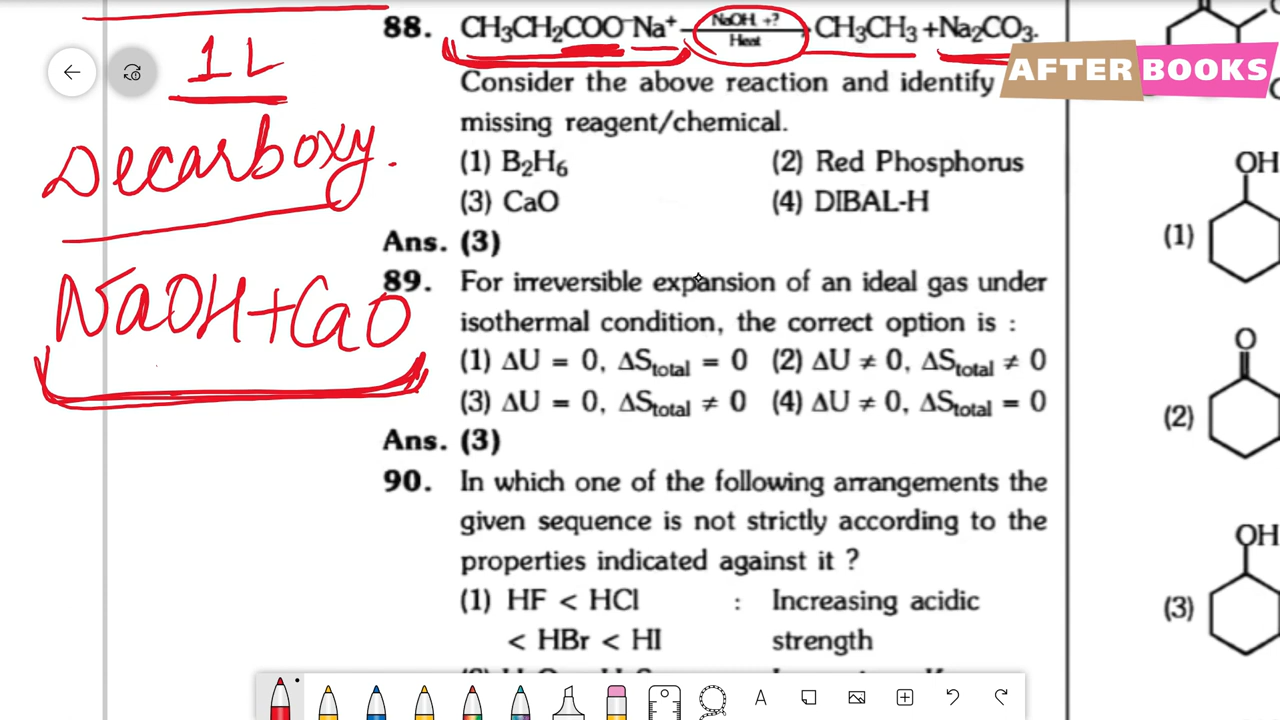 1 L
Decarboxy.
NaOH+CaO
88. CH₃CH₂COO⁻Na⁺ —NaOH, +? / Heat→ CH₃CH₃ + Na₂CO₃.
Consider the above reaction and identify
missing reagent/chemical.
(1) B₂H₆ (2) Red Phosphorus
(3) CaO (4) DIBAL-H
Ans. (3)
89. For irreversible expansion of an ideal gas under
isothermal condition, the correct option is :
(1) ΔU = 0, ΔS_total = 0 (2) ΔU ≠ 0, ΔS_total ≠ 0
(3) ΔU = 0, ΔS_total ≠ 0 (4) ΔU ≠ 0, ΔS_total = 0
Ans. (3)
90. In which one of the following arrangements the
given sequence is not strictly according to the
properties indicated against it ?
(1) HF < HCl : Increasing acidic
< HBr < HI strength
AFTER BOOKS
OH
(1)
O
(2)
OH
(3)
A